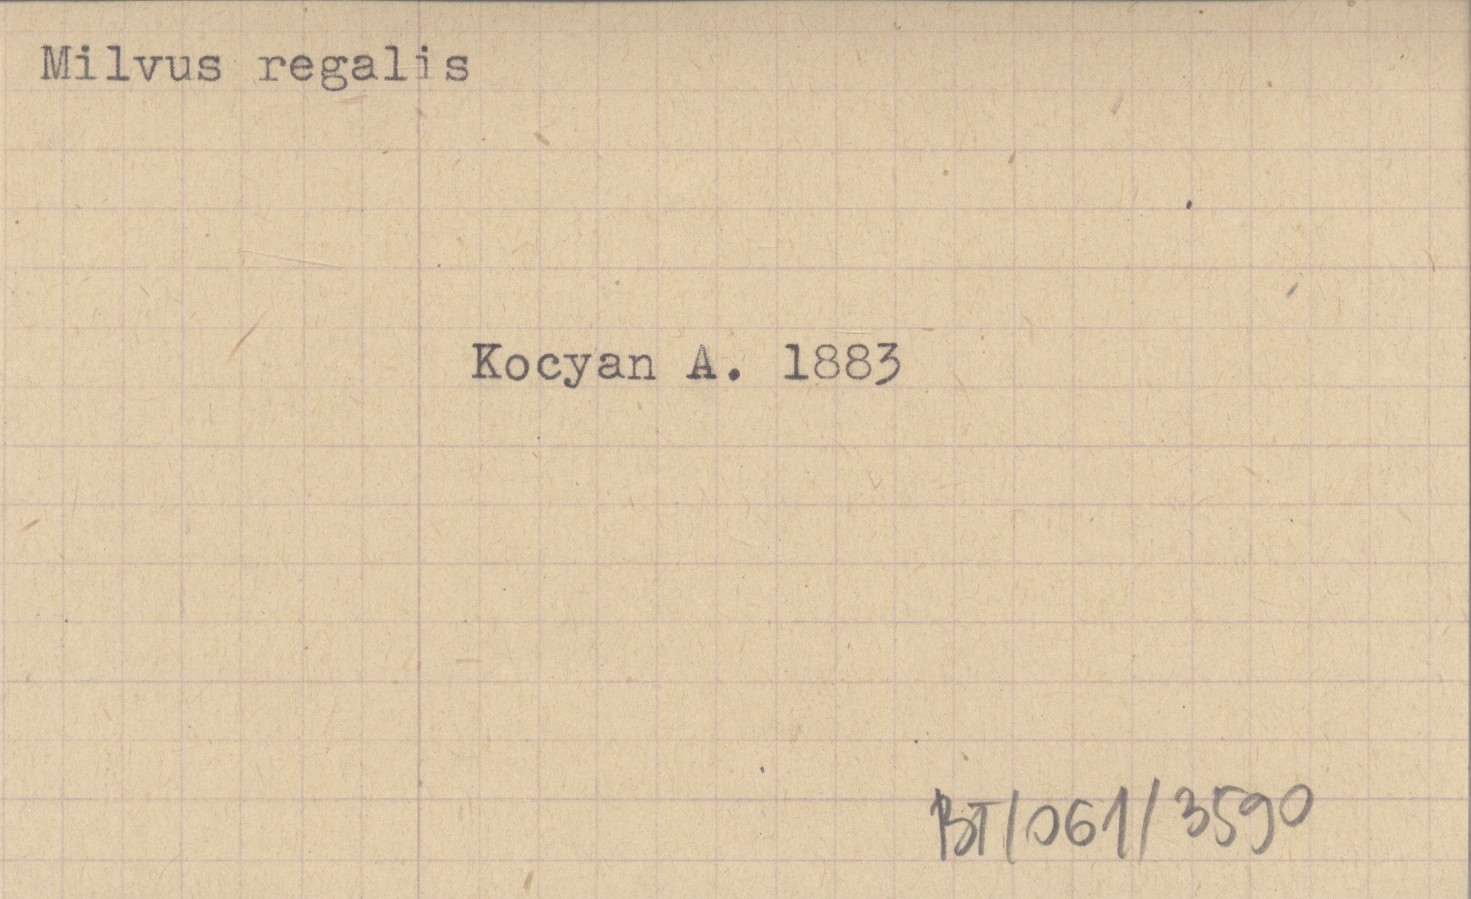 Milvus regalis
Kocyan A. 1883
BT/061/3590